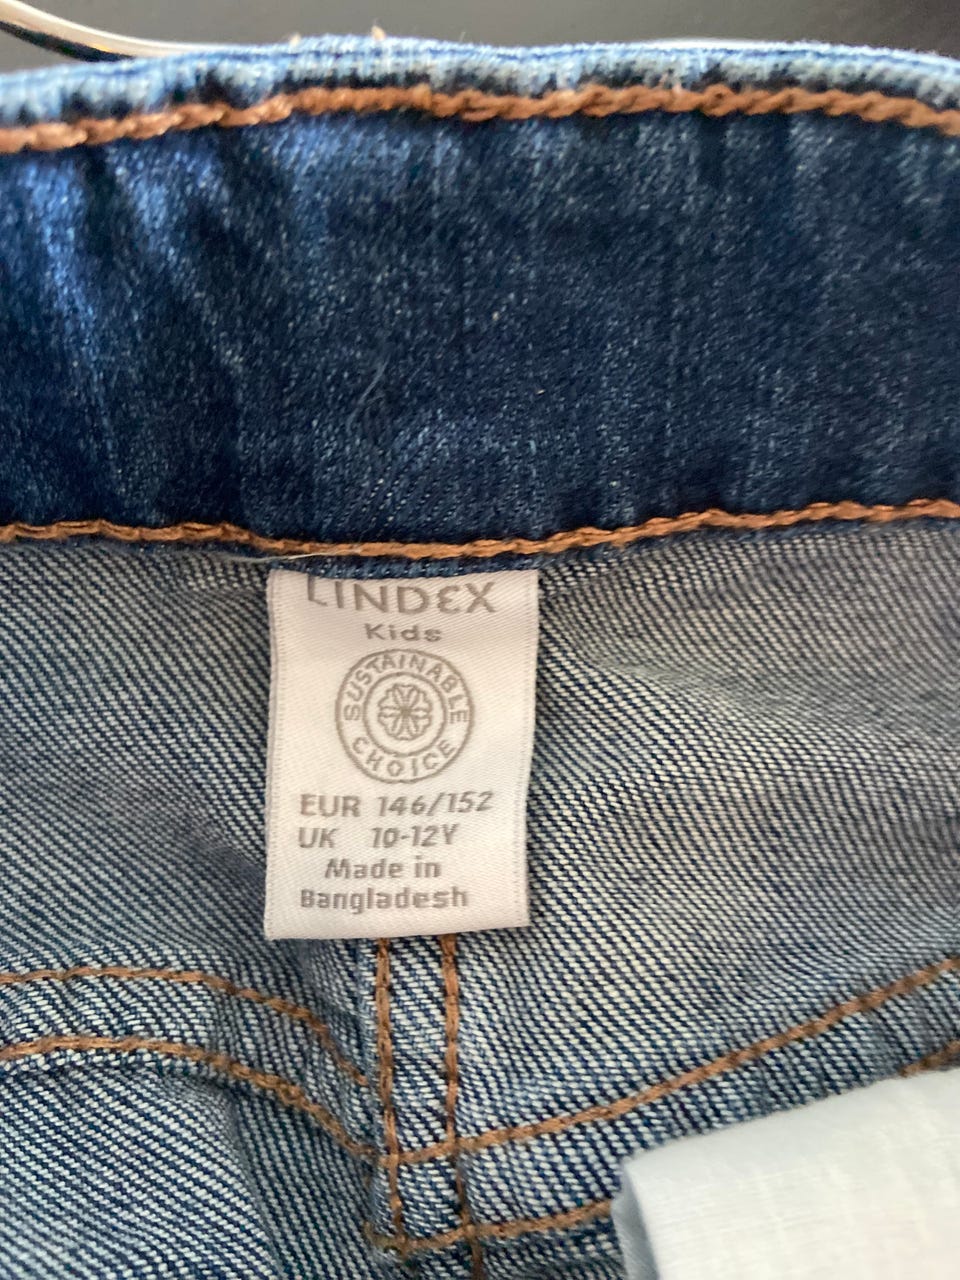 LINDEX
Kids
SUSTAINABLE
CHOICE
EUR 146/152
UK 10-12Y
Made in
Bangladesh